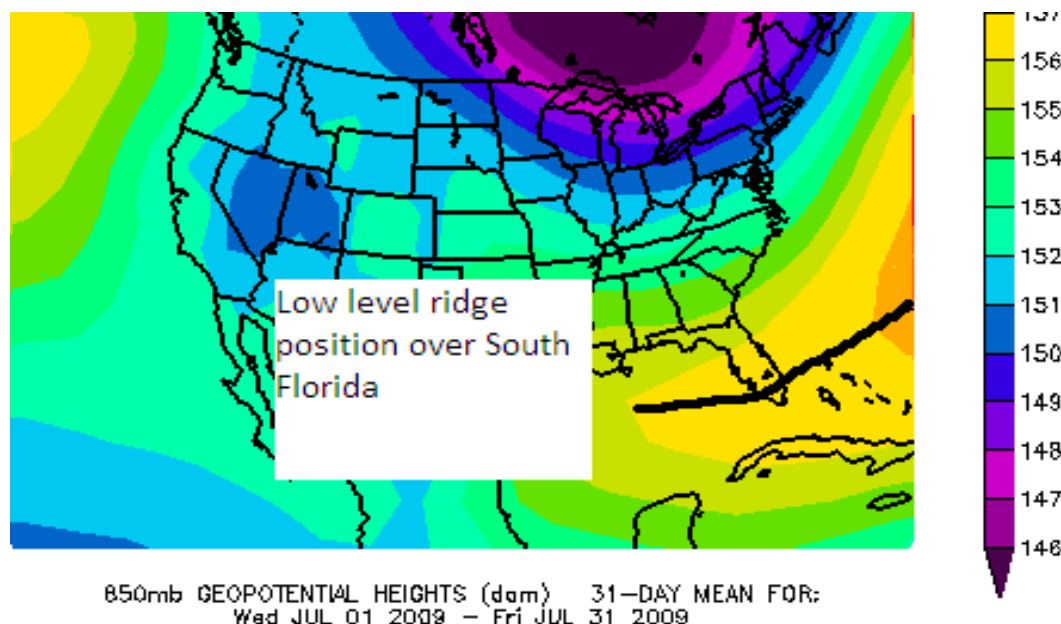 157
156
155
154
153
152
151
150
149
148
147
146
Low level ridge
position over South
Florida
850mb GEOPOTENTIAL HEIGHTS (dam) 31-DAY MEAN FOR:
Wed JUL 01 2009 - Fri JUL 31 2009